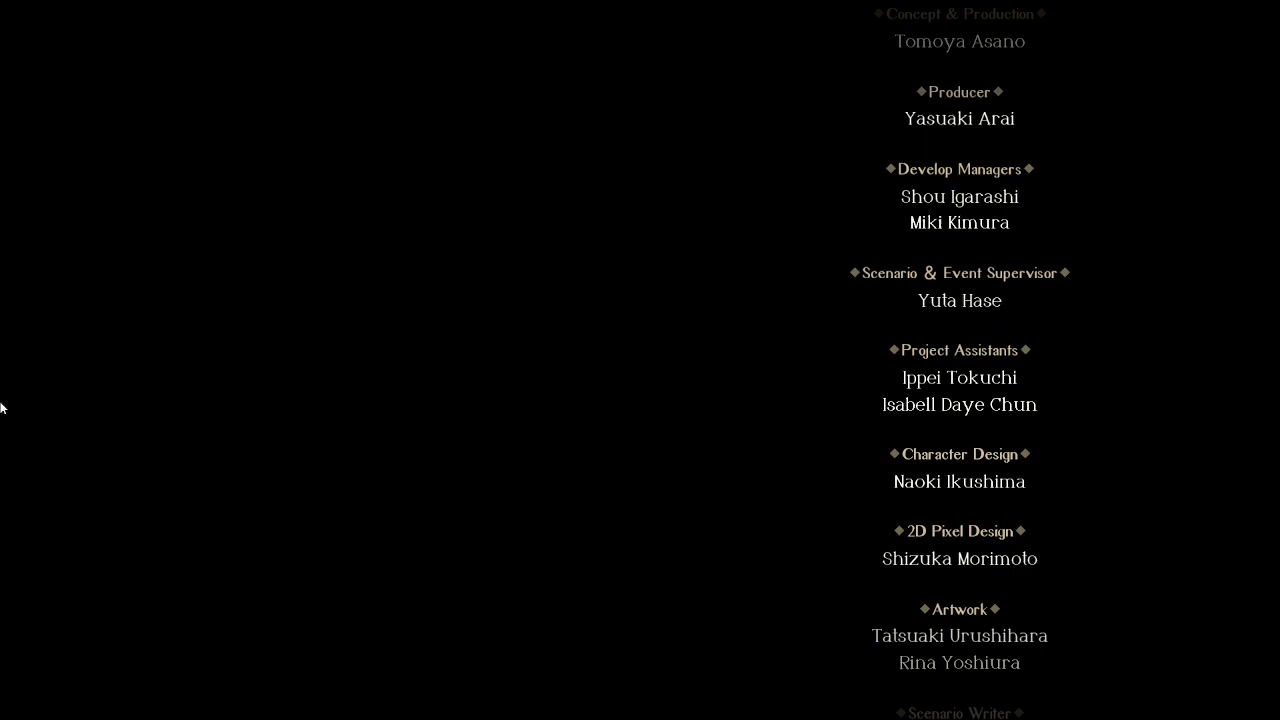 ◆Concept & Production◆
Tomoya Asano
◆Producer◆
Yasuaki Arai
◆Develop Managers◆
Shou Igarashi
Miki Kimura
◆Scenario & Event Supervisor◆
Yuta Hase
◆Project Assistants◆
Ippei Tokuchi
Isabell Daye Chun
◆Character Design◆
Naoki Ikushima
◆2D Pixel Design◆
Shizuka Morimoto
◆Artwork◆
Tatsuaki Urushihara
Rina Yoshiura
◆Scenario Writer◆